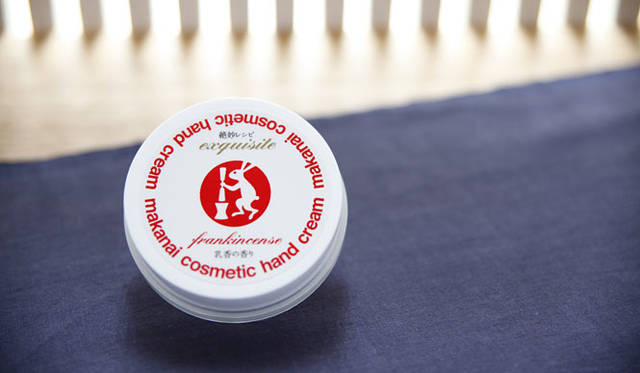 makanai cosmetic hand cream
絶妙レシピ
exquisite
frankincense
乳香の香り
makanai cosmetic hand cream